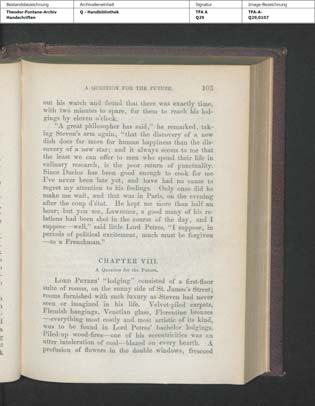 Bestandsbezeichnung Archivalieneinheit Signatur Image-Bezeichnung
Theodor-Fontane-Archiv Q - Handbibliothek TFA A TFA-A-
Handschriften Q29 Q29,0107
A QUESTION FOR THE FUTURE. 103
out his watch and found that there was exactly time,
with two minutes to spare, for them to reach his lod-
gings by eleven o'clock.
"A great philosopher has said," he remarked, tak-
ing Steven's arm again, "that the discovery of a new
dish does far more for human happiness than the dis-
covery of a new star; and it always seems to me that
the least we can offer to men who spend their life in
culinary research, is the poor return of punctuality.
Since Duclos has been good enough to cook for me
I've never been late yet, and have had no cause to
regret my attention to his feelings. Only once did he
make me wait, and that was in Paris, on the evening
after the coup d'état. He kept me more than half an
hour; but you see, Lawrence, a good many of his re-
lations had been shot in the course of the day, and I
suppose—well," said little Lord Petres, "I suppose, in
periods of political excitement, much must be forgiven
—to a Frenchman."
CHAPTER VIII.
A Question for the Future.
LORD PETRES' "lodging" consisted of a first-floor
suite of rooms, on the sunny side of St. James's Street;
rooms furnished with such luxury as Steven had never
seen or imagined in his life. Velvet-piled carpets,
Flemish hangings, Venetian glass, Florentine bronzes
—everything most costly and most artistic of its kind,
was to be found in Lord Petres' bachelor lodgings.
Piled-up wood-fires—one of his eccentricities was an
utter intoleration of coal—blazed on every hearth. A
profusion of flowers in the double windows, frescoed